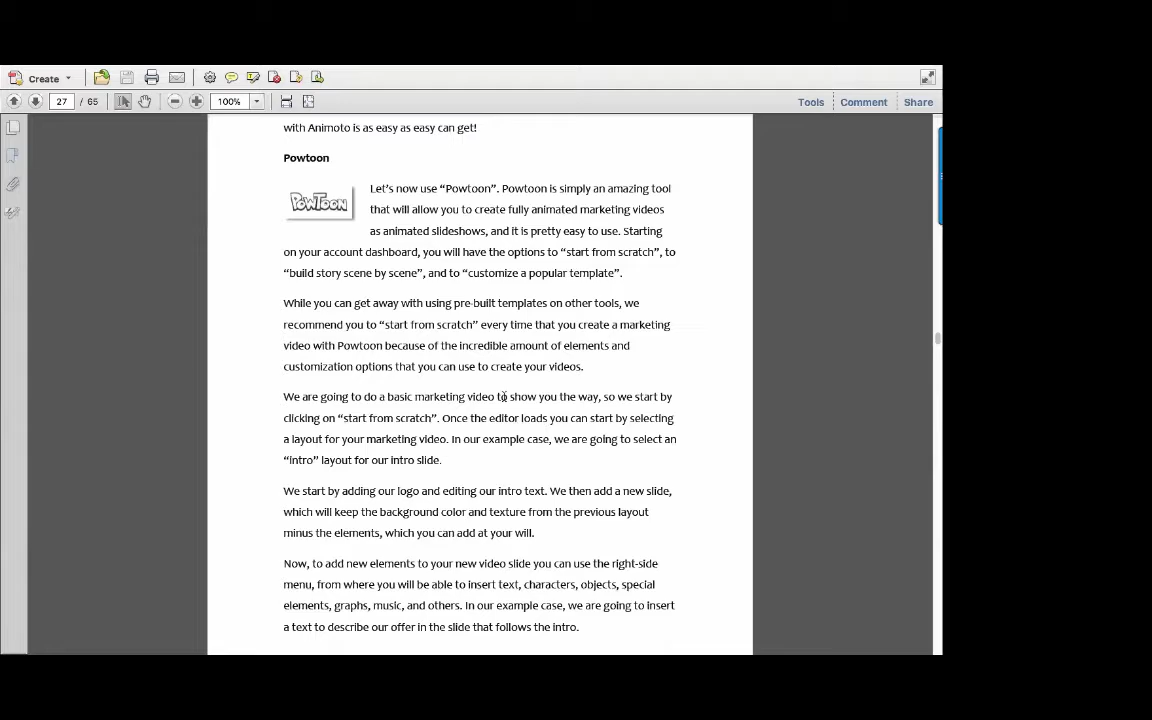 Create
27 / 65
100%
Tools
Comment
Share
with Animoto is as easy as easy can get!
Powtoon
POWTOON
Let’s now use “Powtoon”. Powtoon is simply an amazing tool
that will allow you to create fully animated marketing videos
as animated slideshows, and it is pretty easy to use. Starting
on your account dashboard, you will have the options to “start from scratch”, to
“build story scene by scene”, and to “customize a popular template”.
While you can get away with using pre-built templates on other tools, we
recommend you to “start from scratch” every time that you create a marketing
video with Powtoon because of the incredible amount of elements and
customization options that you can use to create your videos.
We are going to do a basic marketing video to show you the way, so we start by
clicking on “start from scratch”. Once the editor loads you can start by selecting
a layout for your marketing video. In our example case, we are going to select an
“intro” layout for our intro slide.
We start by adding our logo and editing our intro text. We then add a new slide,
which will keep the background color and texture from the previous layout
minus the elements, which you can add at your will.
Now, to add new elements to your new video slide you can use the right-side
menu, from where you will be able to insert text, characters, objects, special
elements, graphs, music, and others. In our example case, we are going to insert
a text to describe our offer in the slide that follows the intro.